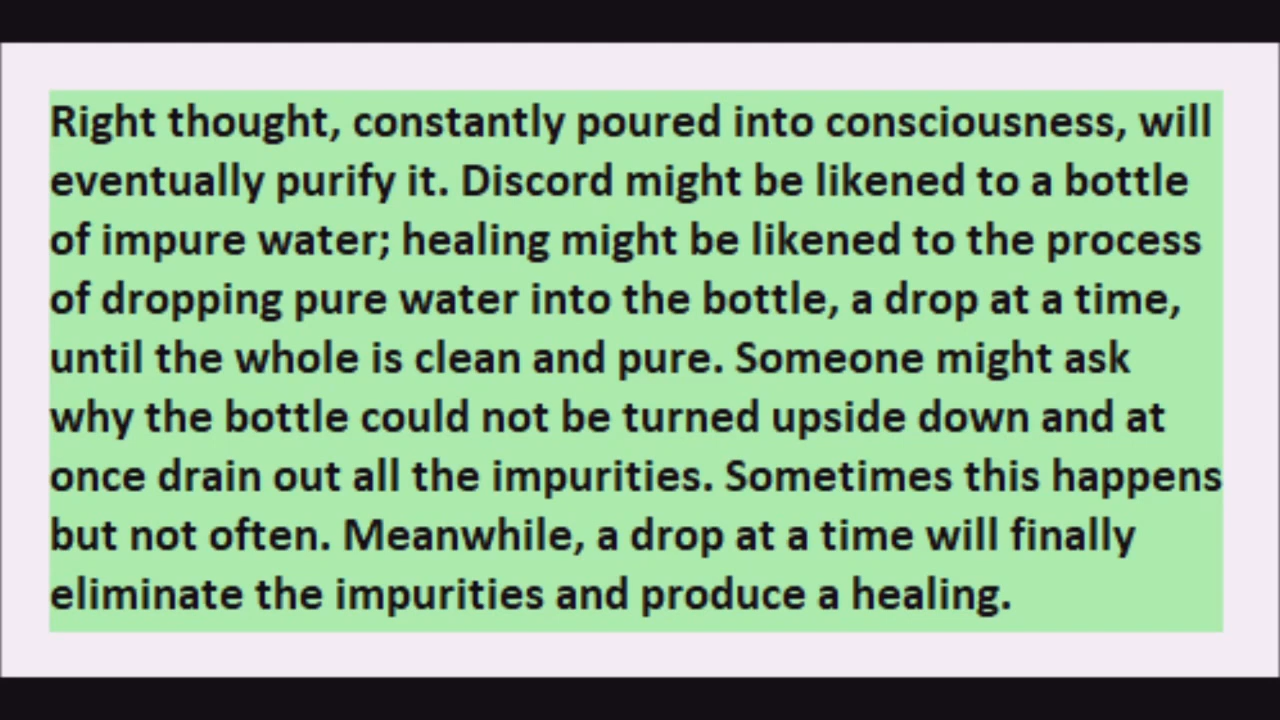 Right thought, constantly poured into consciousness, will
eventually purify it. Discord might be likened to a bottle
of impure water; healing might be likened to the process
of dropping pure water into the bottle, a drop at a time,
until the whole is clean and pure. Someone might ask
why the bottle could not be turned upside down and at
once drain out all the impurities. Sometimes this happens
but not often. Meanwhile, a drop at a time will finally
eliminate the impurities and produce a healing.